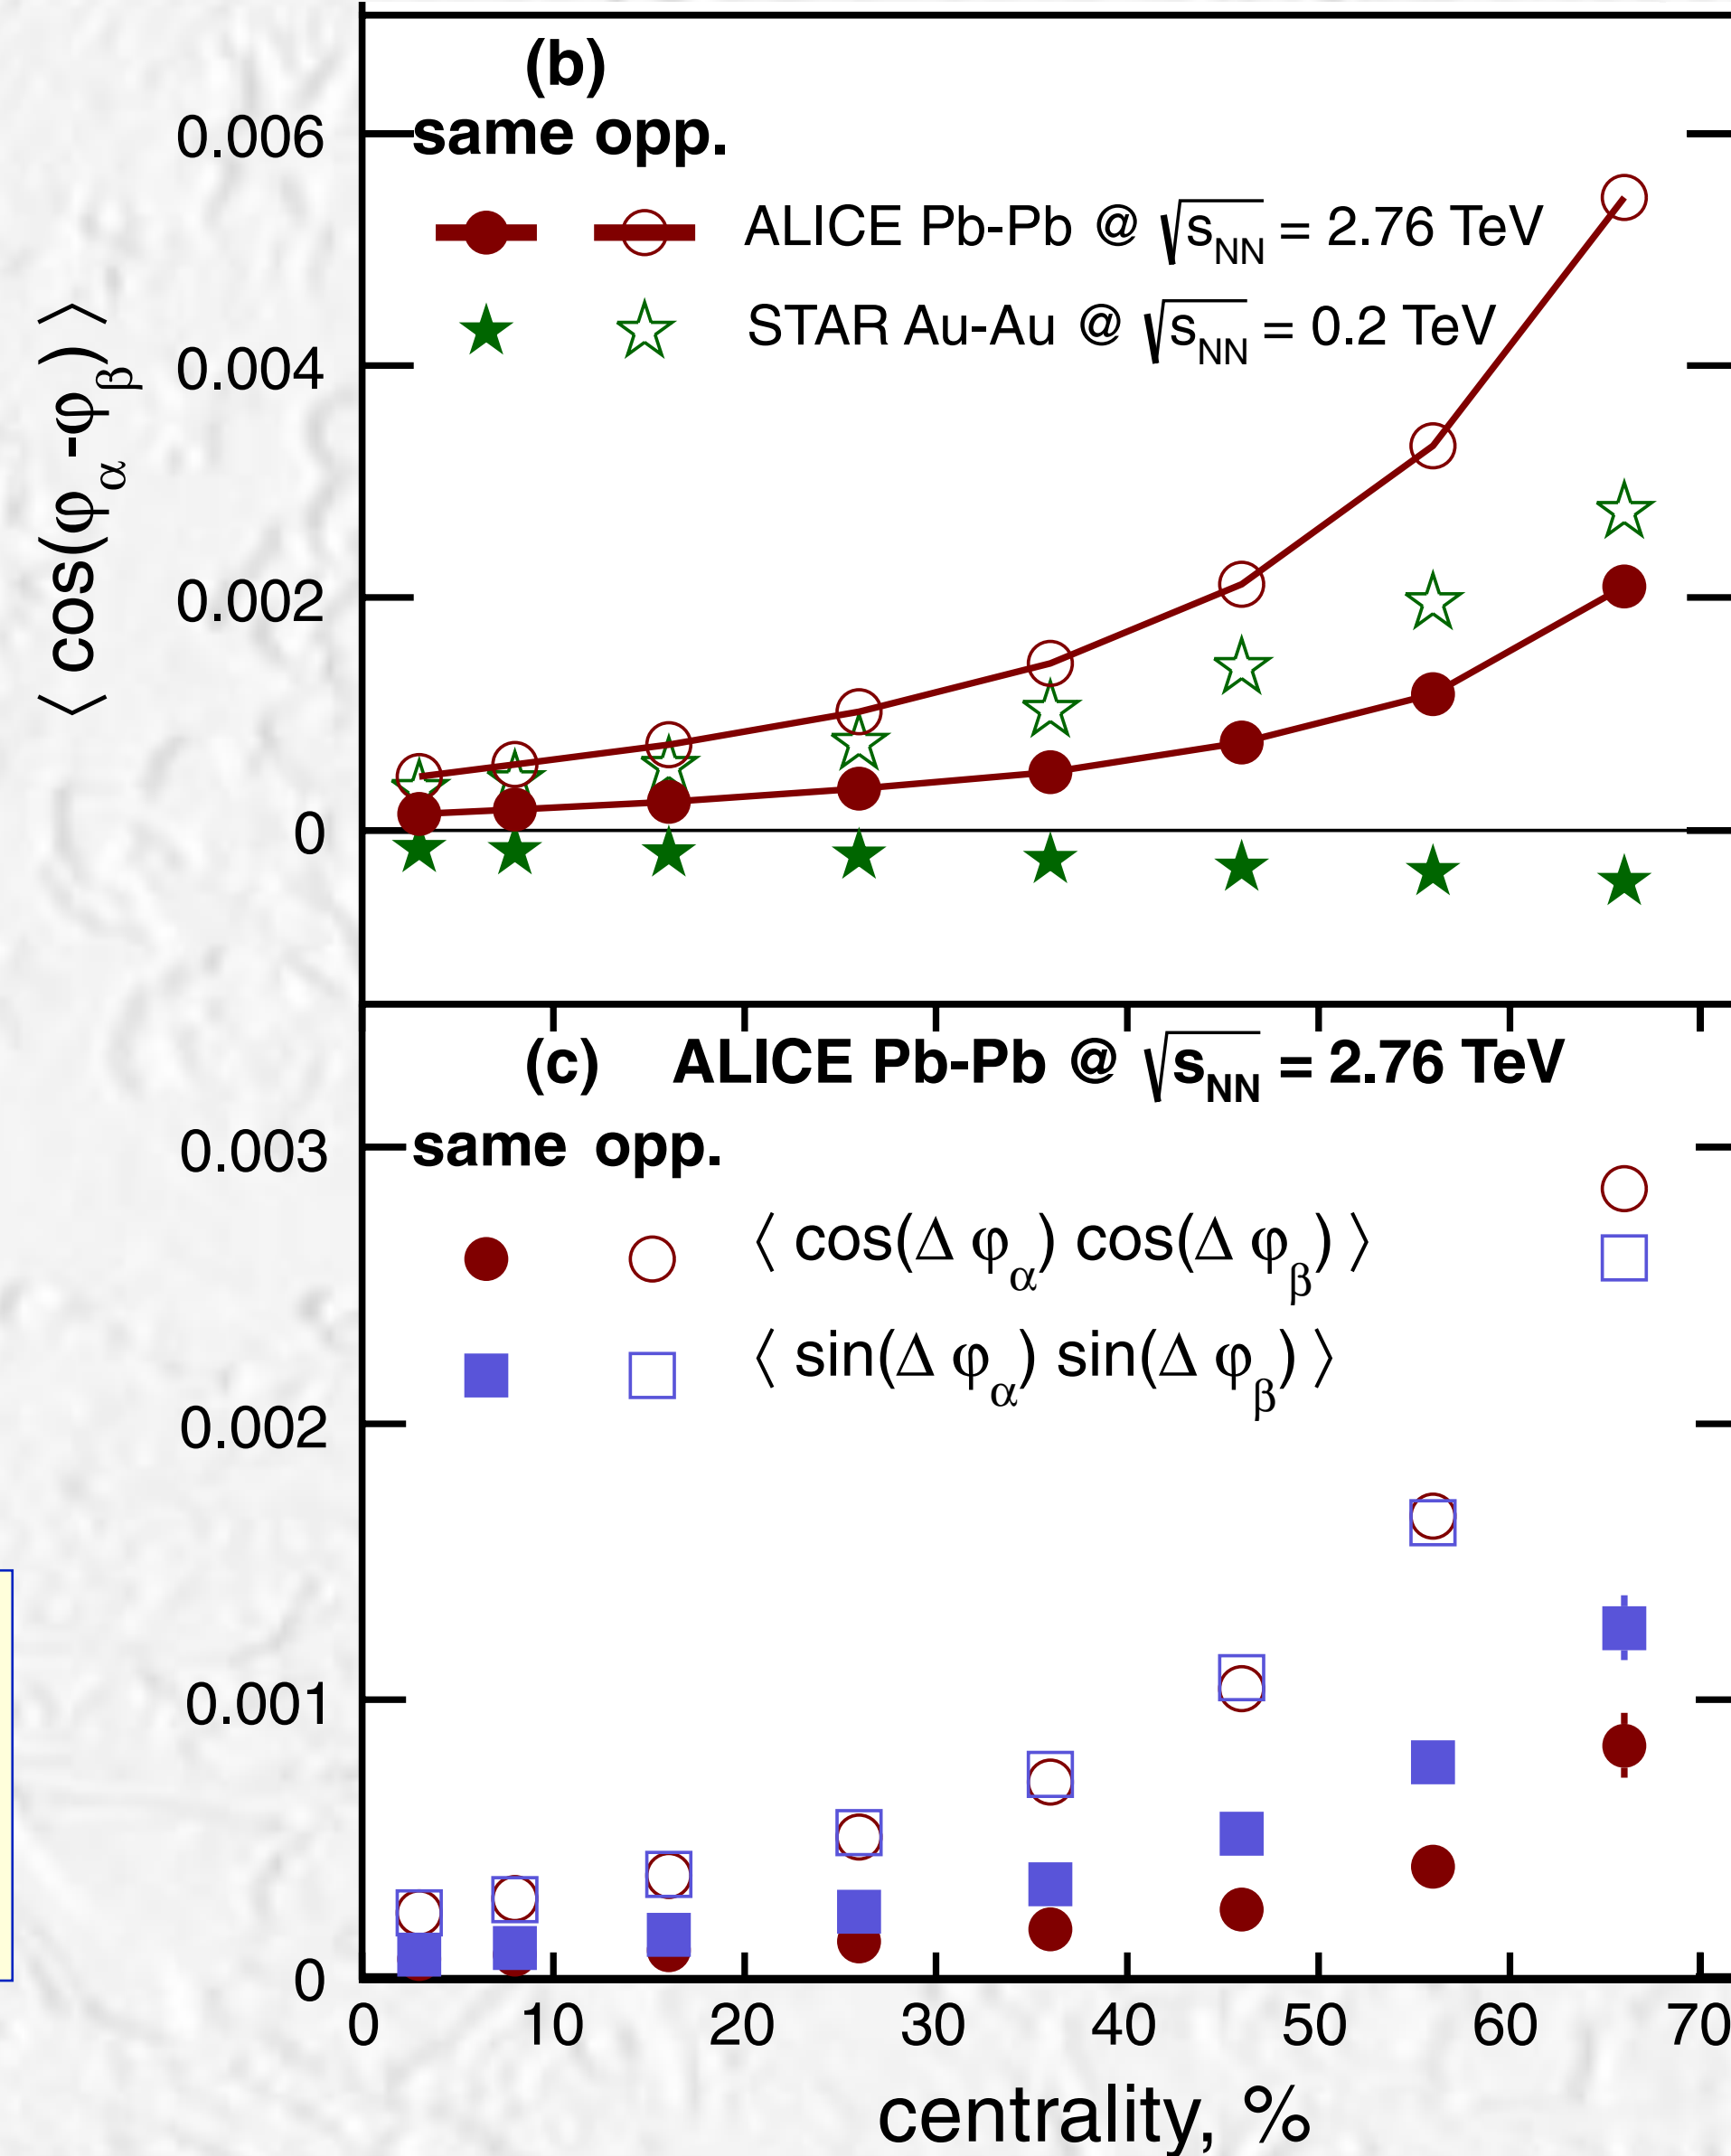 (b)
0.006
same opp.
ALICE Pb-Pb @ √sNN = 2.76 TeV
STAR Au-Au @ √sNN = 0.2 TeV
⟨ cos(φα -φβ) ⟩
0.004
0.002
0
(c) ALICE Pb-Pb @ √sNN = 2.76 TeV
0.003
same opp.
⟨ cos(Δ φα) cos(Δ φβ) ⟩
⟨ sin(Δ φα) sin(Δ φβ) ⟩
0.002
0.001
0
0 10 20 30 40 50 60 70
centrality, %